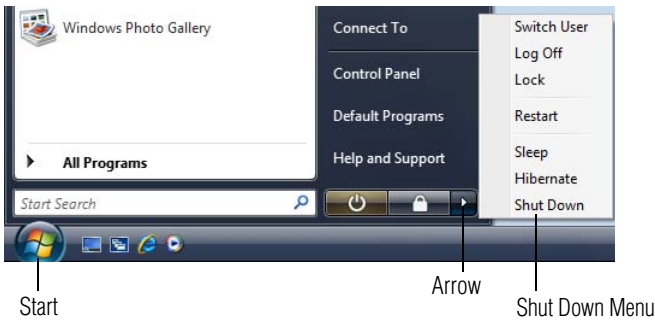 Windows Photo Gallery
All Programs
Start Search
Connect To
Control Panel
Default Programs
Help and Support
Switch User
Log Off
Lock
Restart
Sleep
Hibernate
Shut Down
Start
Arrow
Shut Down Menu